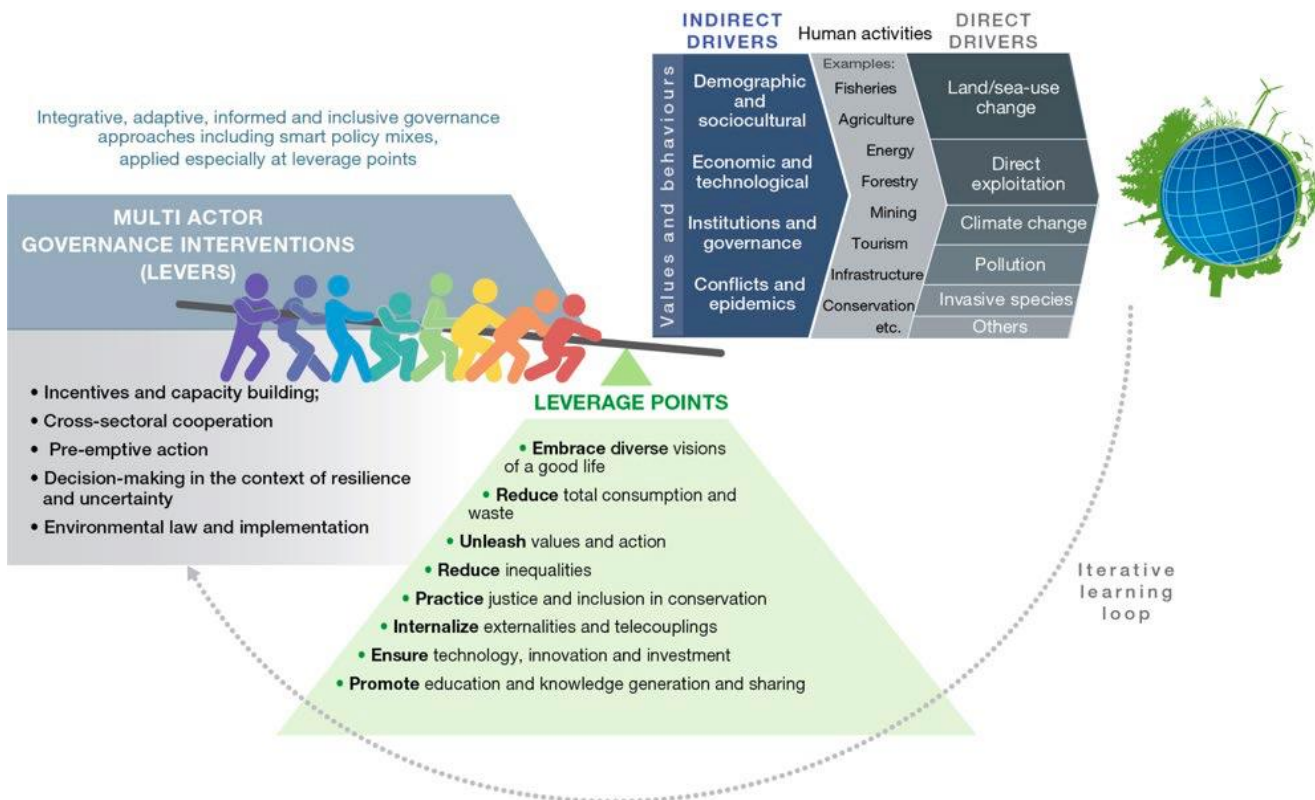 Integrative, adaptive, informed and inclusive governance
approaches including smart policy mixes,
applied especially at leverage points
MULTI ACTOR
GOVERNANCE INTERVENTIONS
(LEVERS)
• Incentives and capacity building;
• Cross-sectoral cooperation
• Pre-emptive action
• Decision-making in the context of resilience
and uncertainty
• Environmental law and implementation
LEVERAGE POINTS
• Embrace diverse visions
of a good life
• Reduce total consumption and
waste
• Unleash values and action
• Reduce inequalities
• Practice justice and inclusion in conservation
• Internalize externalities and telecouplings
• Ensure technology, innovation and investment
• Promote education and knowledge generation and sharing
Values and behaviours
INDIRECT
DRIVERS
Demographic
and
sociocultural
Economic and
technological
Institutions and
governance
Conflicts and
epidemics
Human activities
Examples:
Fisheries
Agriculture
Energy
Forestry
Mining
Tourism
Infrastructure
Conservation
etc.
DIRECT
DRIVERS
Land/sea-use
change
Direct
exploitation
Climate change
Pollution
Invasive species
Others
Iterative
learning
loop